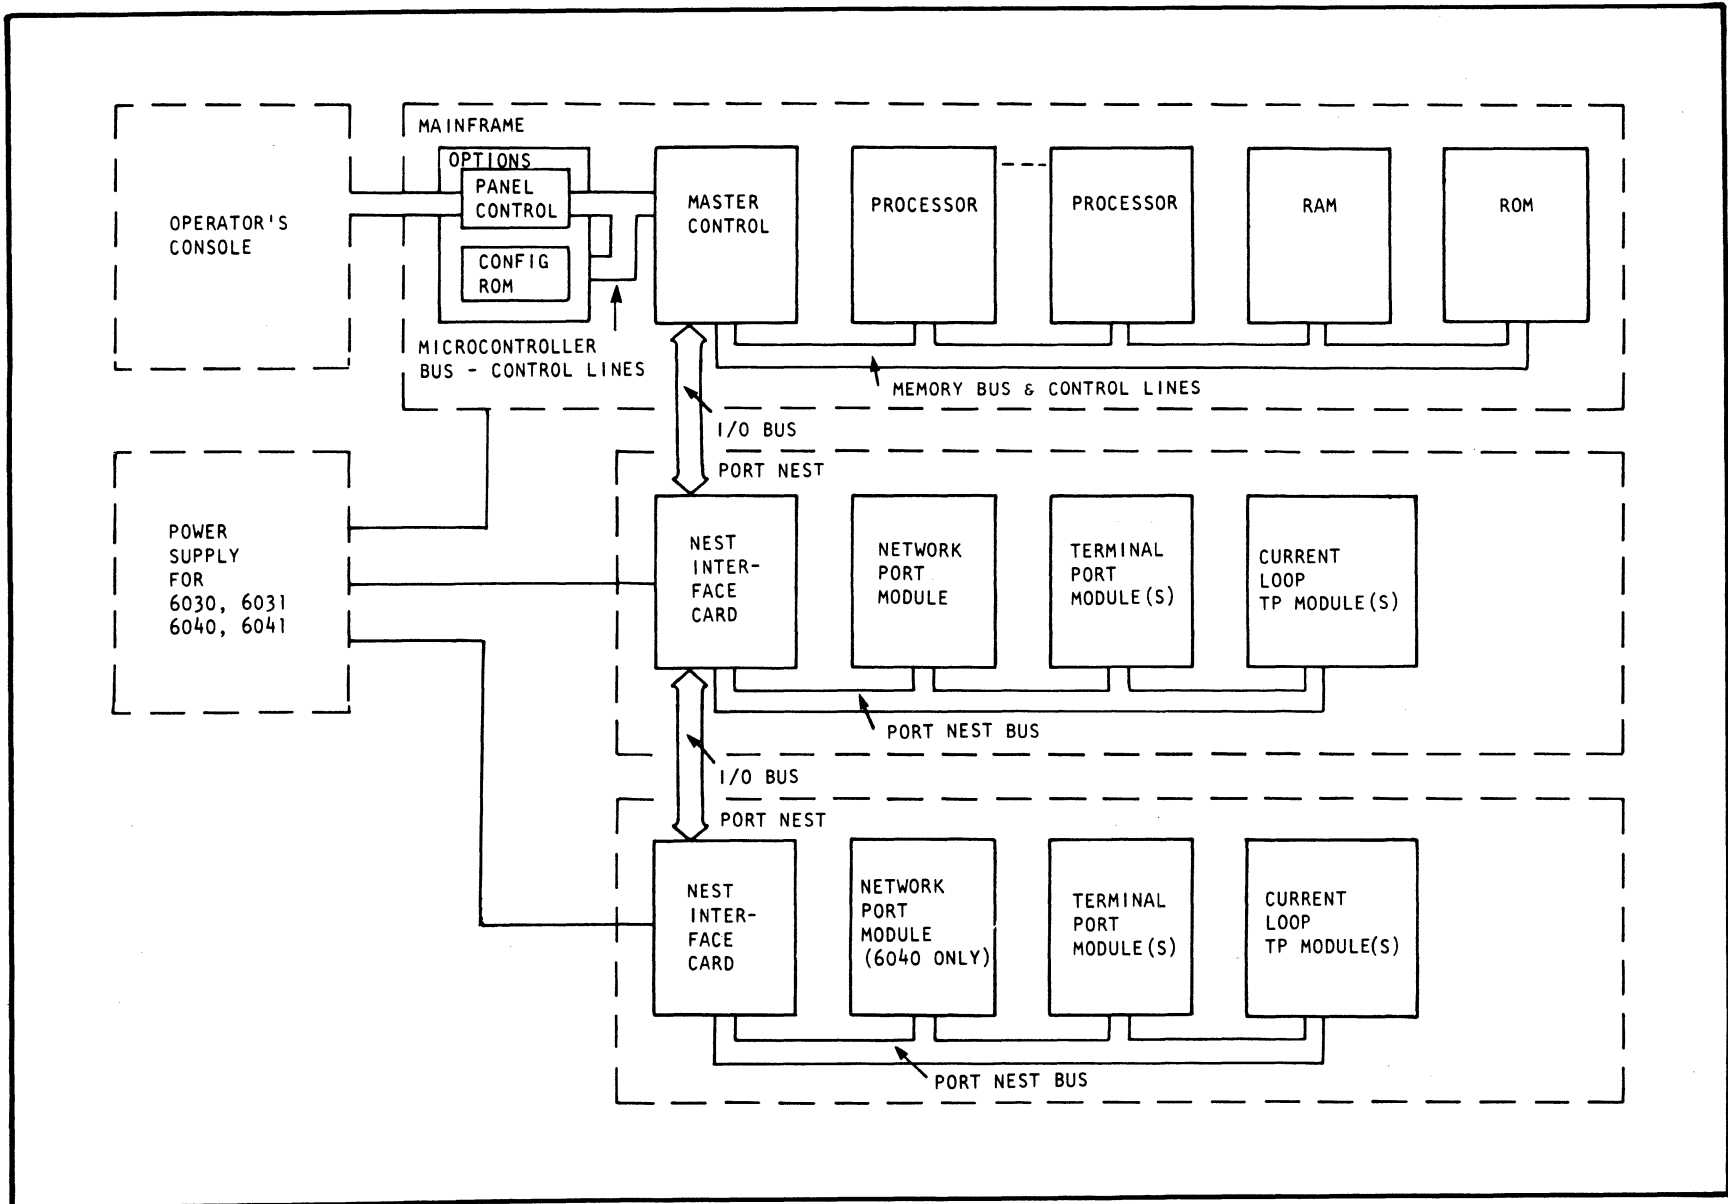 MAINFRAME
OPTIONS
PANEL
CONTROL
CONFIG
ROM
OPERATOR'S
CONSOLE
MASTER
CONTROL
PROCESSOR
PROCESSOR
RAM
ROM
MICROCONTROLLER
BUS - CONTROL LINES
MEMORY BUS & CONTROL LINES
I/O BUS
PORT NEST
POWER
SUPPLY
FOR
6030, 6031
6040, 6041
NEST
INTER-
FACE
CARD
NETWORK
PORT
MODULE
TERMINAL
PORT
MODULE(S)
CURRENT
LOOP
TP MODULE(S)
PORT NEST BUS
I/O BUS
PORT NEST
NEST
INTER-
FACE
CARD
NETWORK
PORT
MODULE
(6040 ONLY)
TERMINAL
PORT
MODULE(S)
CURRENT
LOOP
TP MODULE(S)
PORT NEST BUS